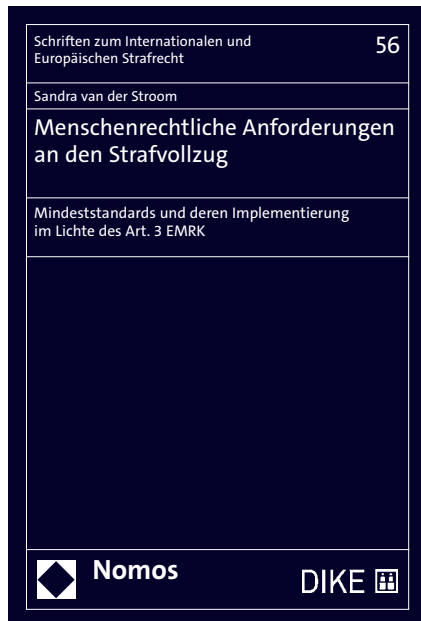 Schriften zum Internationalen und
Europäischen Strafrecht
56
Sandra van der Stroom
Menschenrechtliche Anforderungen
an den Strafvollzug
Mindeststandards und deren Implementierung
im Lichte des Art. 3 EMRK
Nomos
DIKE